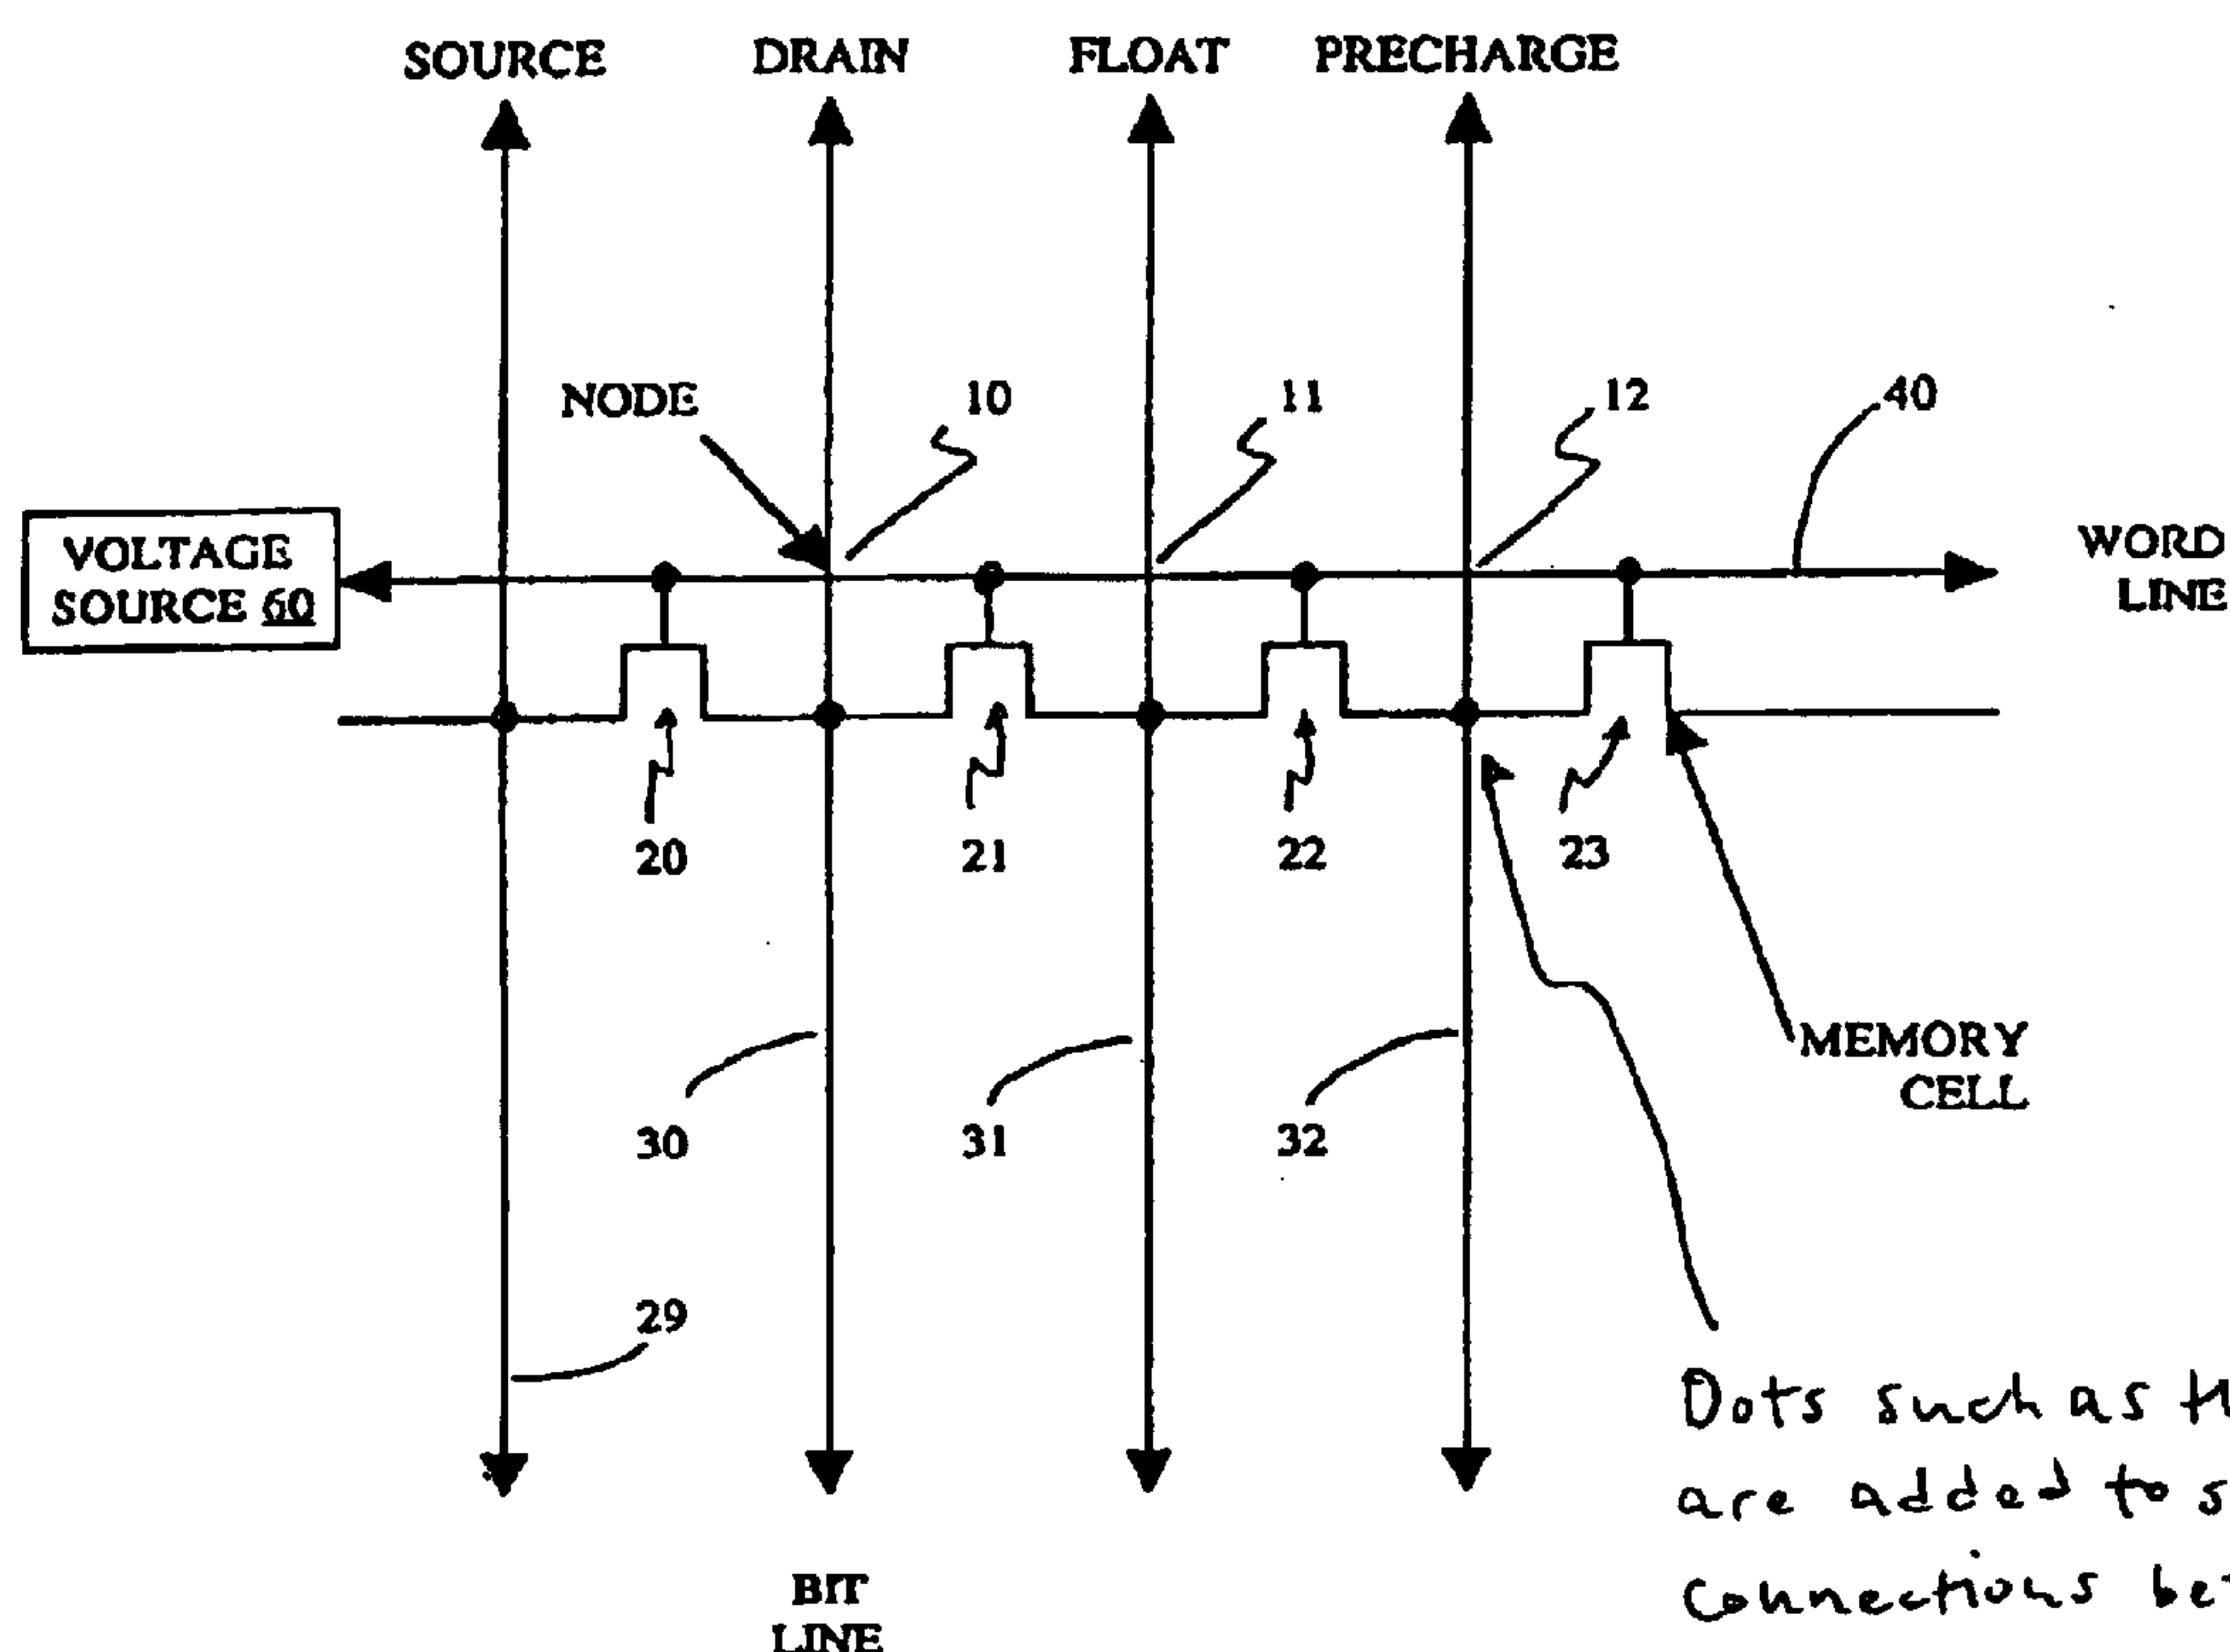 SOURCE DRAIN FLOAT PRECHARGE
NODE 10 11 12 40
VOLTAGE
SOURCE 60
WORD
LINE
20 21 22 23
MEMORY
CELL
30 31 32
29
Dots such as
are added to
connections
BIT
LINE